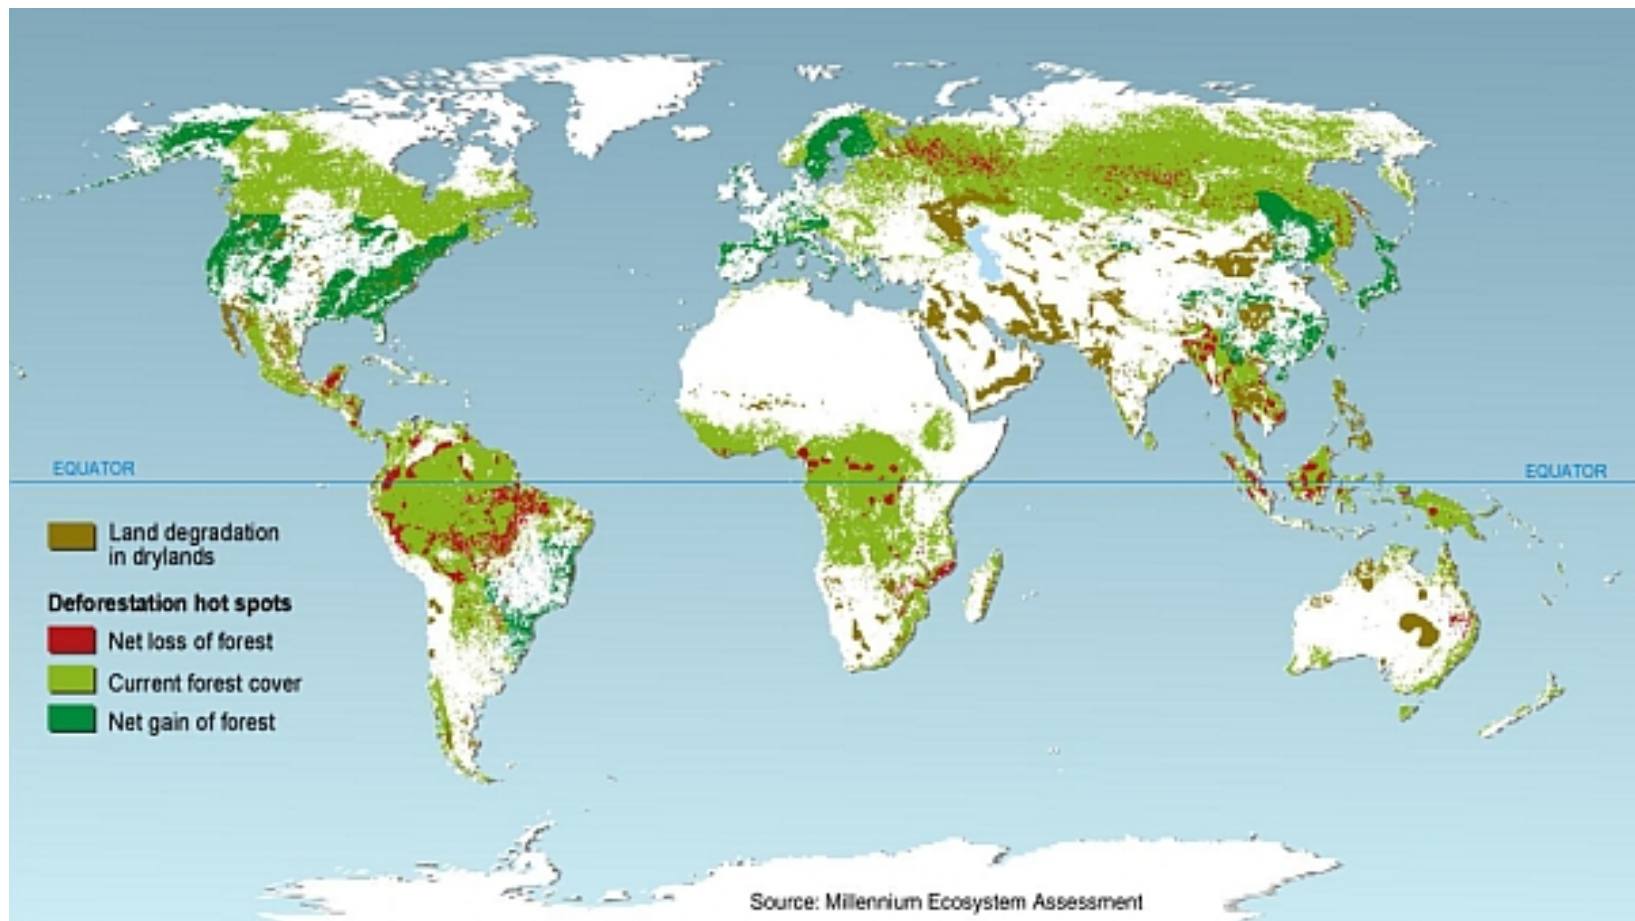 EQUATOR
EQUATOR
Land degradation
in drylands
Deforestation hot spots
Net loss of forest
Current forest cover
Net gain of forest
Source: Millennium Ecosystem Assessment